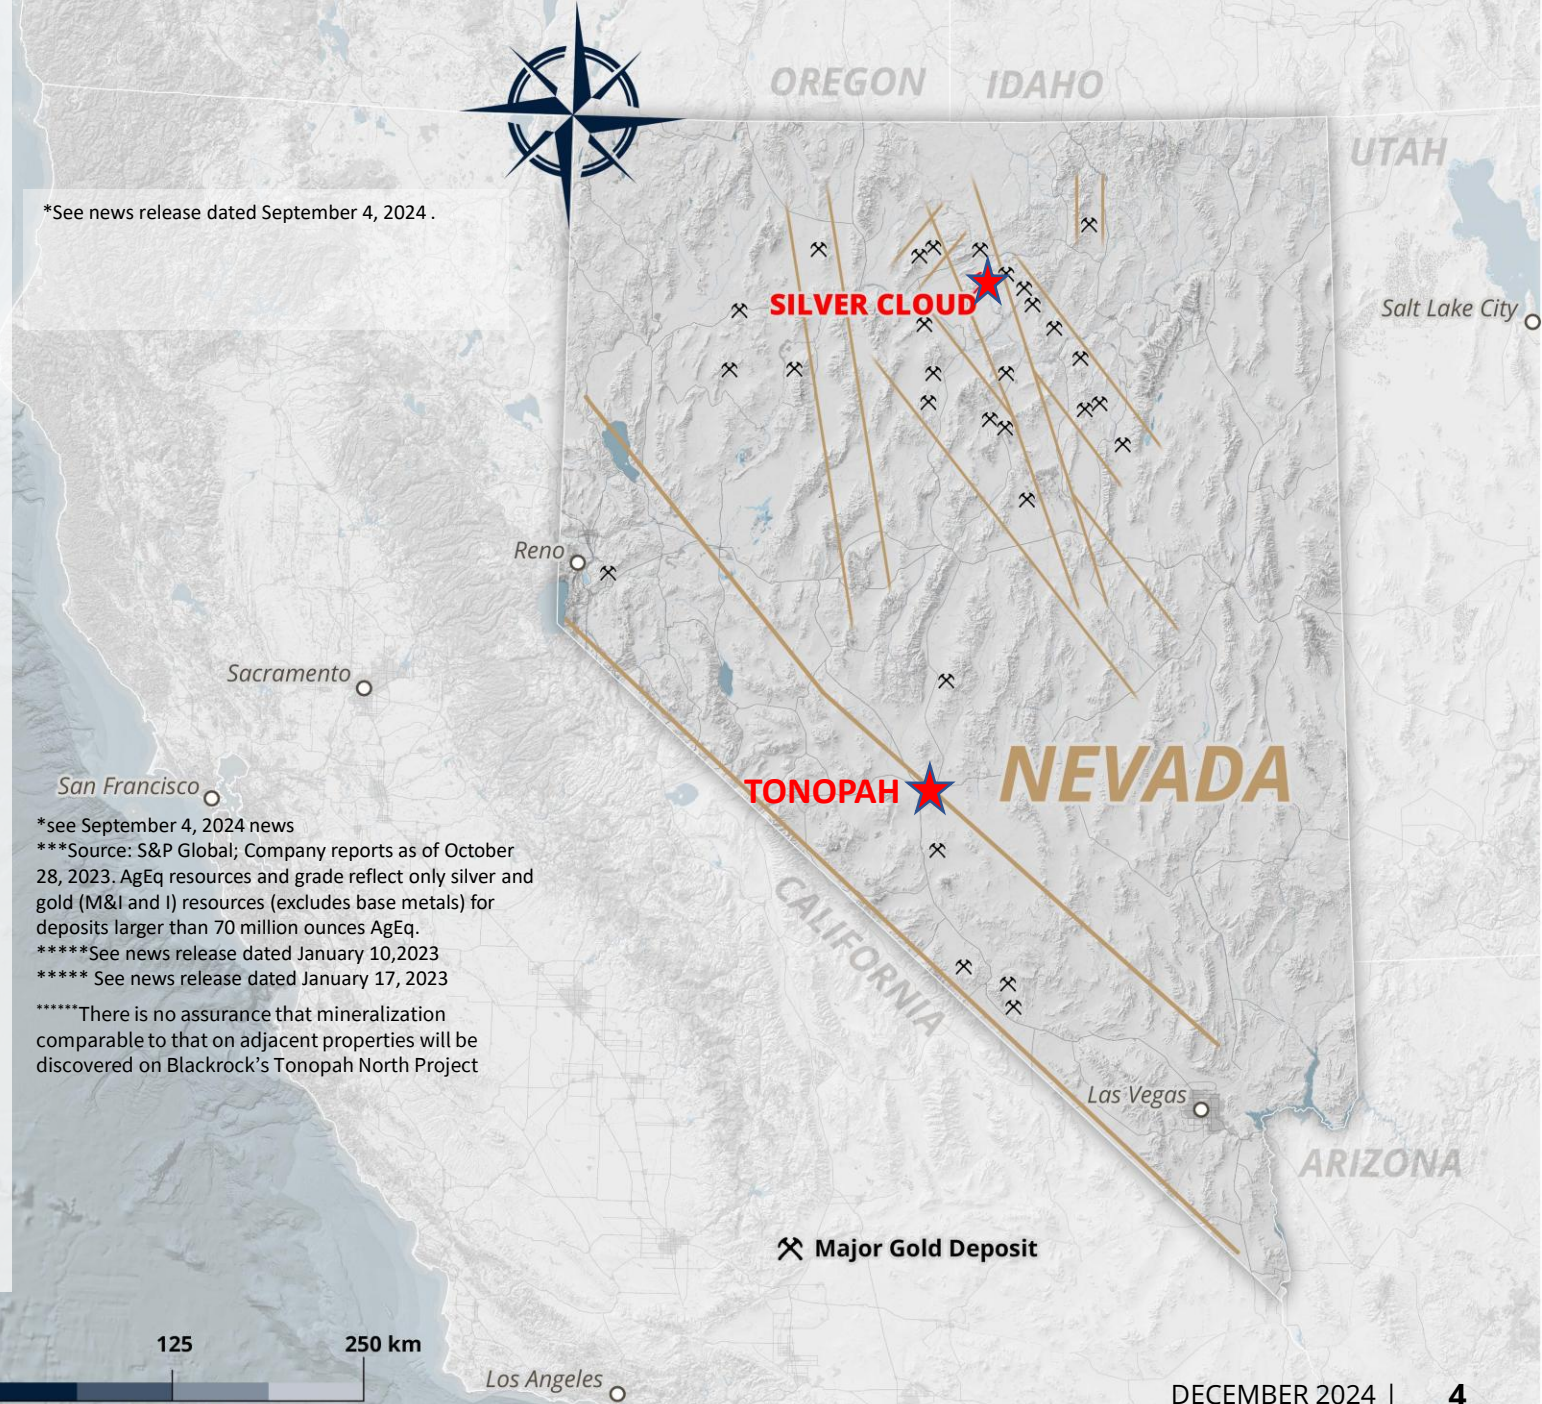 OREGON
IDAHO
UTAH
*See news release dated September 4, 2024 .
SILVER CLOUD
Salt Lake City
Reno
Sacramento
NEVADA
San Francisco
TONOPAH
*see September 4, 2024 news
***Source: S&P Global; Company reports as of October
28, 2023. AgEq resources and grade reflect only silver and
gold (M&I and I) resources (excludes base metals) for
deposits larger than 70 million ounces AgEq.
*****See news release dated January 10,2023
***** See news release dated January 17, 2023
******There is no assurance that mineralization
comparable to that on adjacent properties will be
discovered on Blackrock’s Tonopah North Project
CALIFORNIA
Las Vegas
ARIZONA
Major Gold Deposit
125
250 km
Los Angeles
DECEMBER 2024 | 4